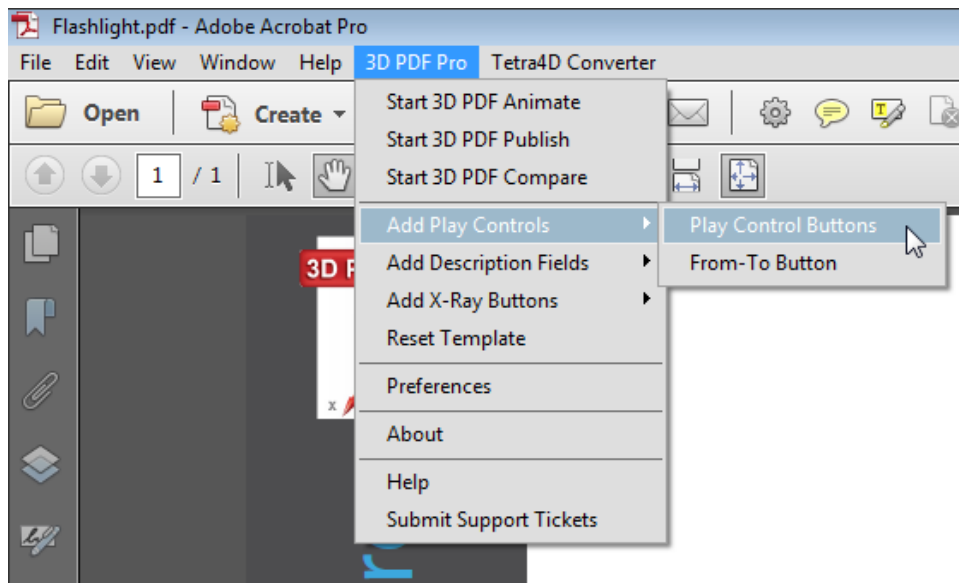 Flashlight.pdf - Adobe Acrobat Pro
File Edit View Window Help 3D PDF Pro Tetra4D Converter
Open Create
1 / 1
Start 3D PDF Animate
Start 3D PDF Publish
Start 3D PDF Compare
Add Play Controls
Add Description Fields
Add X-Ray Buttons
Reset Template
Preferences
About
Help
Submit Support Tickets
Play Control Buttons
From-To Button
3D
x